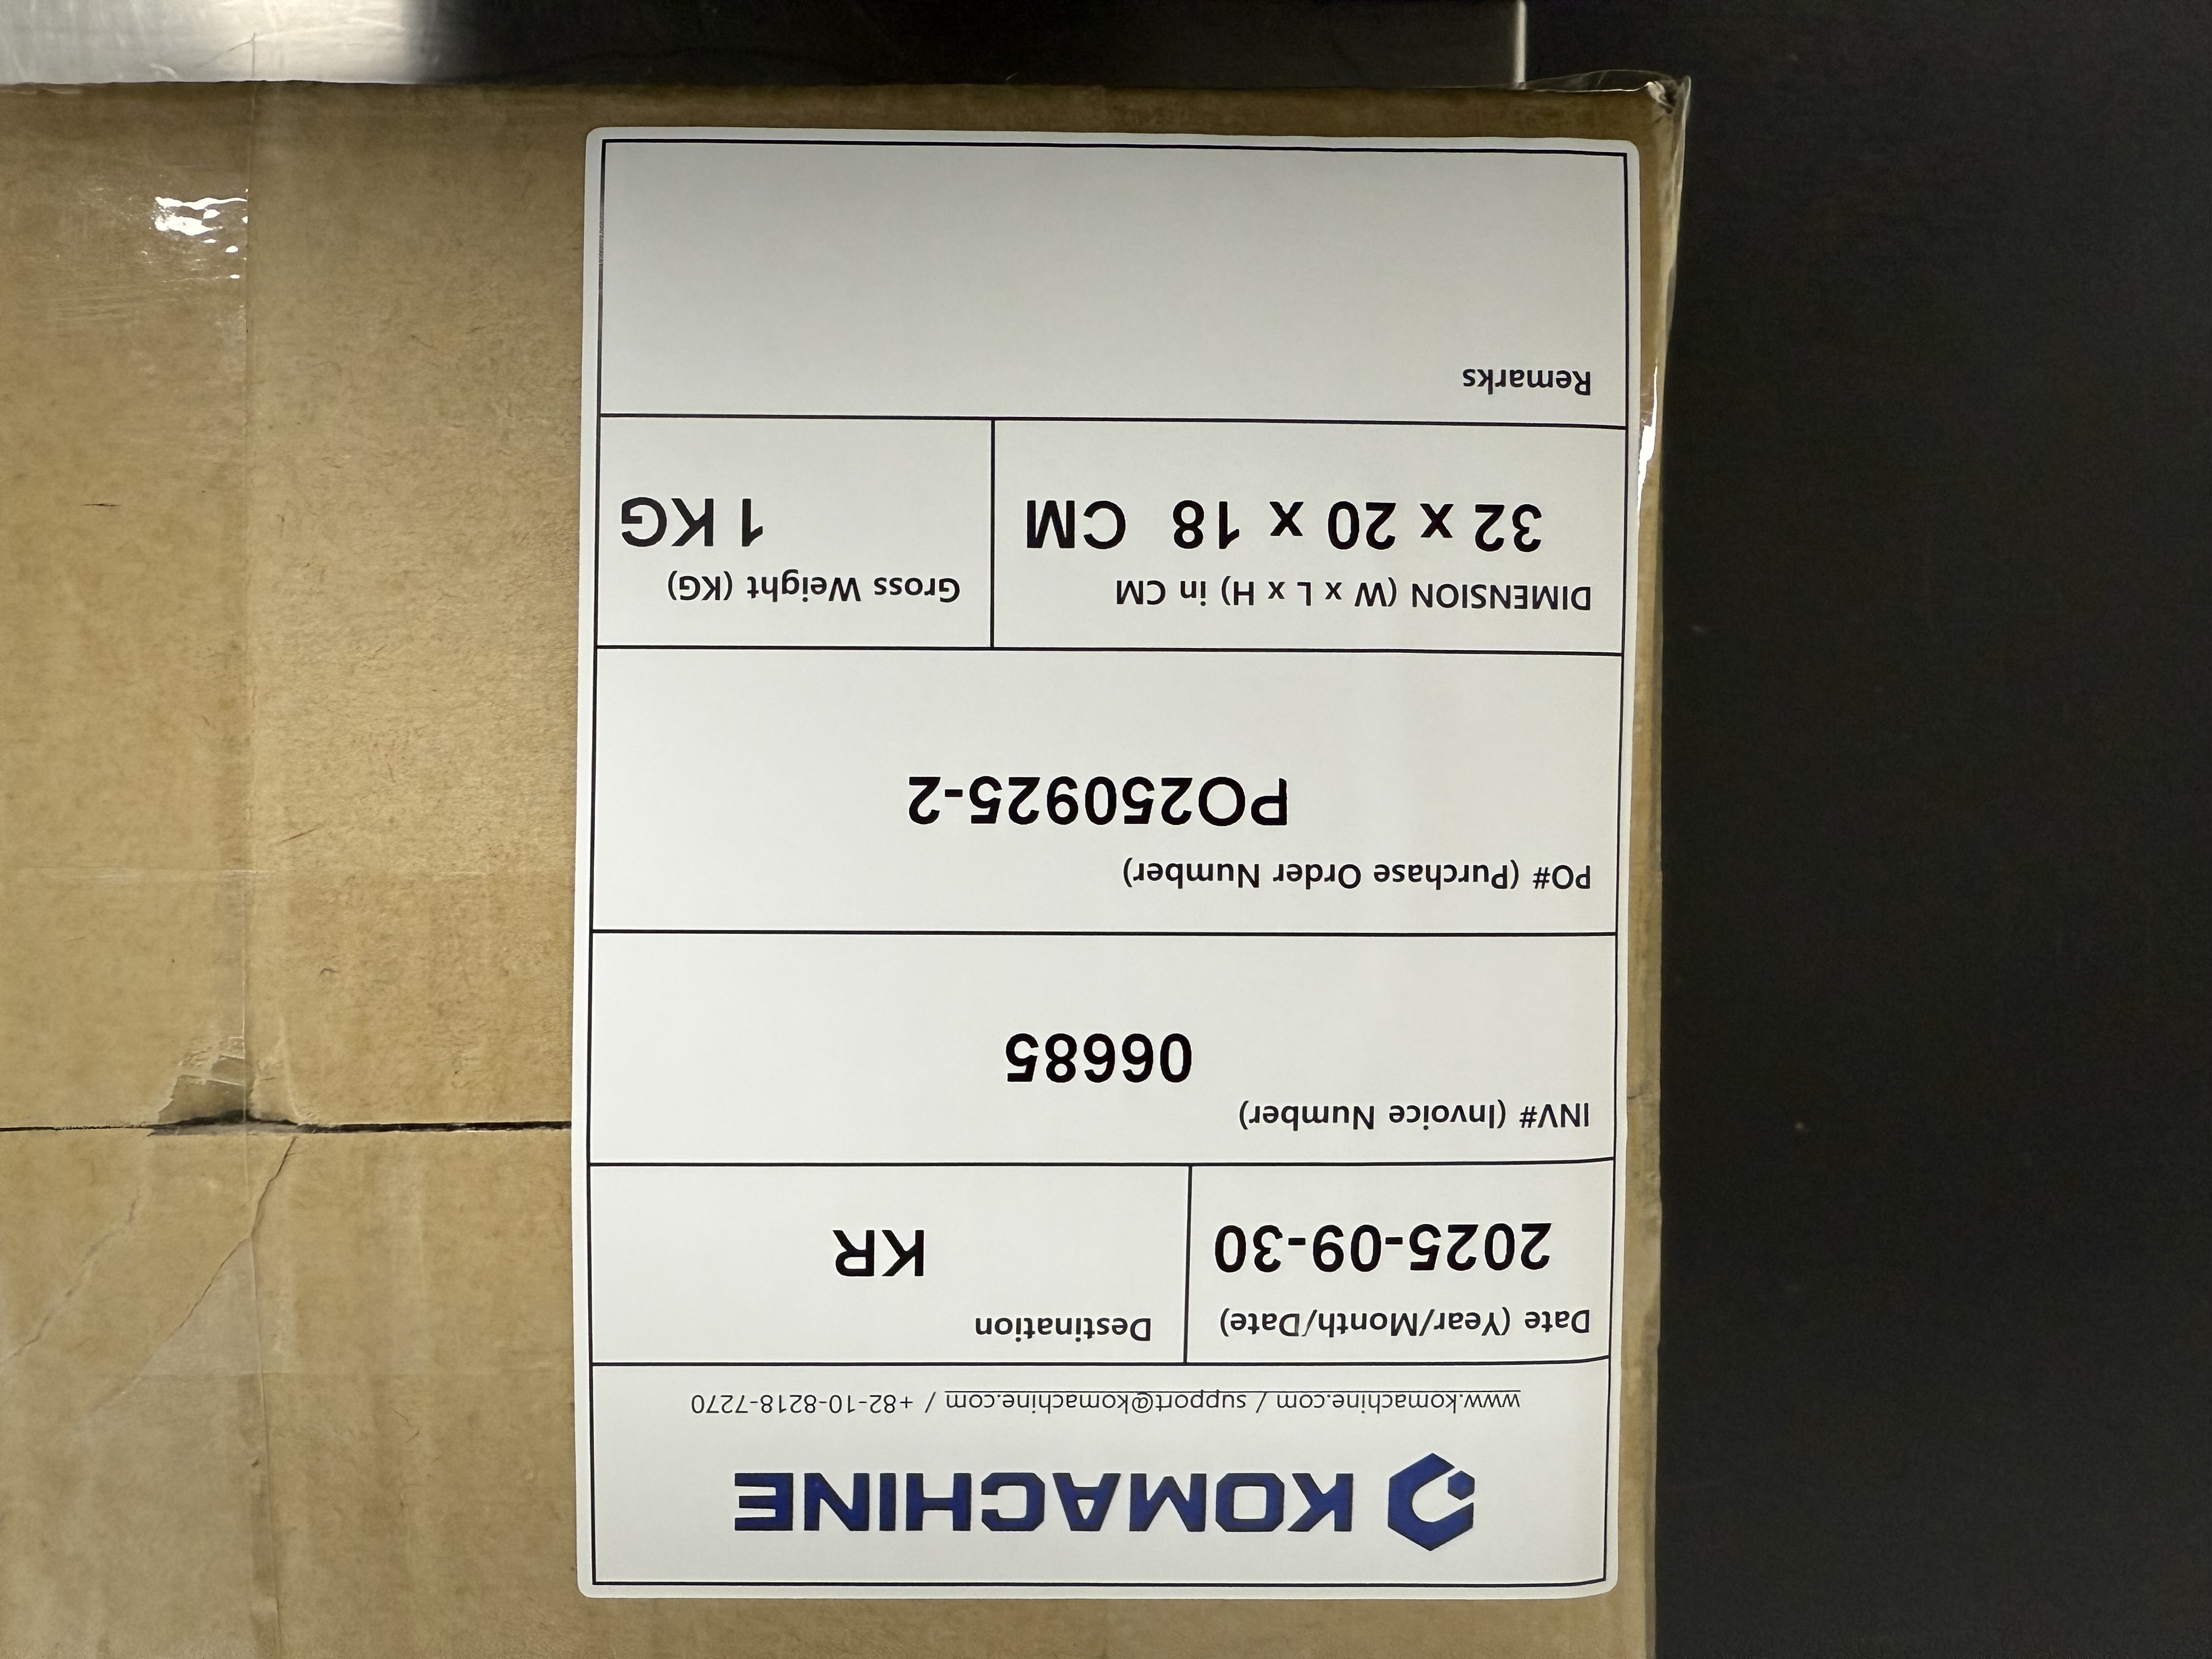 KOMACHINE
www.komachine.com / support@komachine.com / +82-10-8218-7270
Date (Year/Month/Date)
2025-09-30
Destination
KR
INV# (Invoice Number)
06685
PO# (Purchase Order Number)
PO250925-2
DIMENSION (W x L x H) in CM
32 x 20 x 18 CM
Gross Weight (KG)
1 KG
Remarks